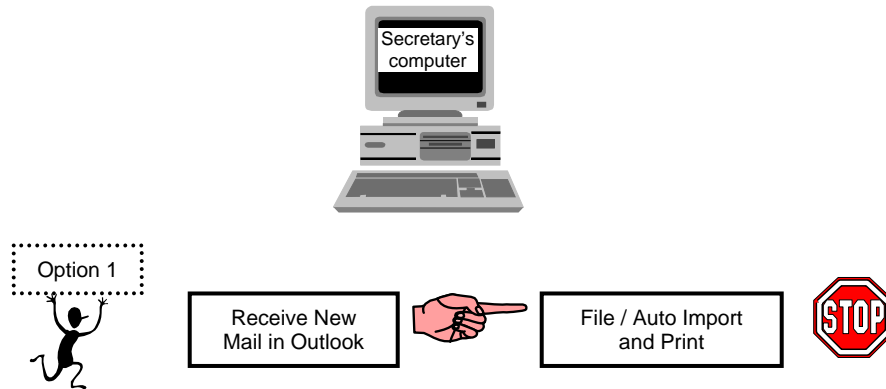 Secretary's
computer
Option 1
Receive New
Mail in Outlook
File / Auto Import
and Print
STOP